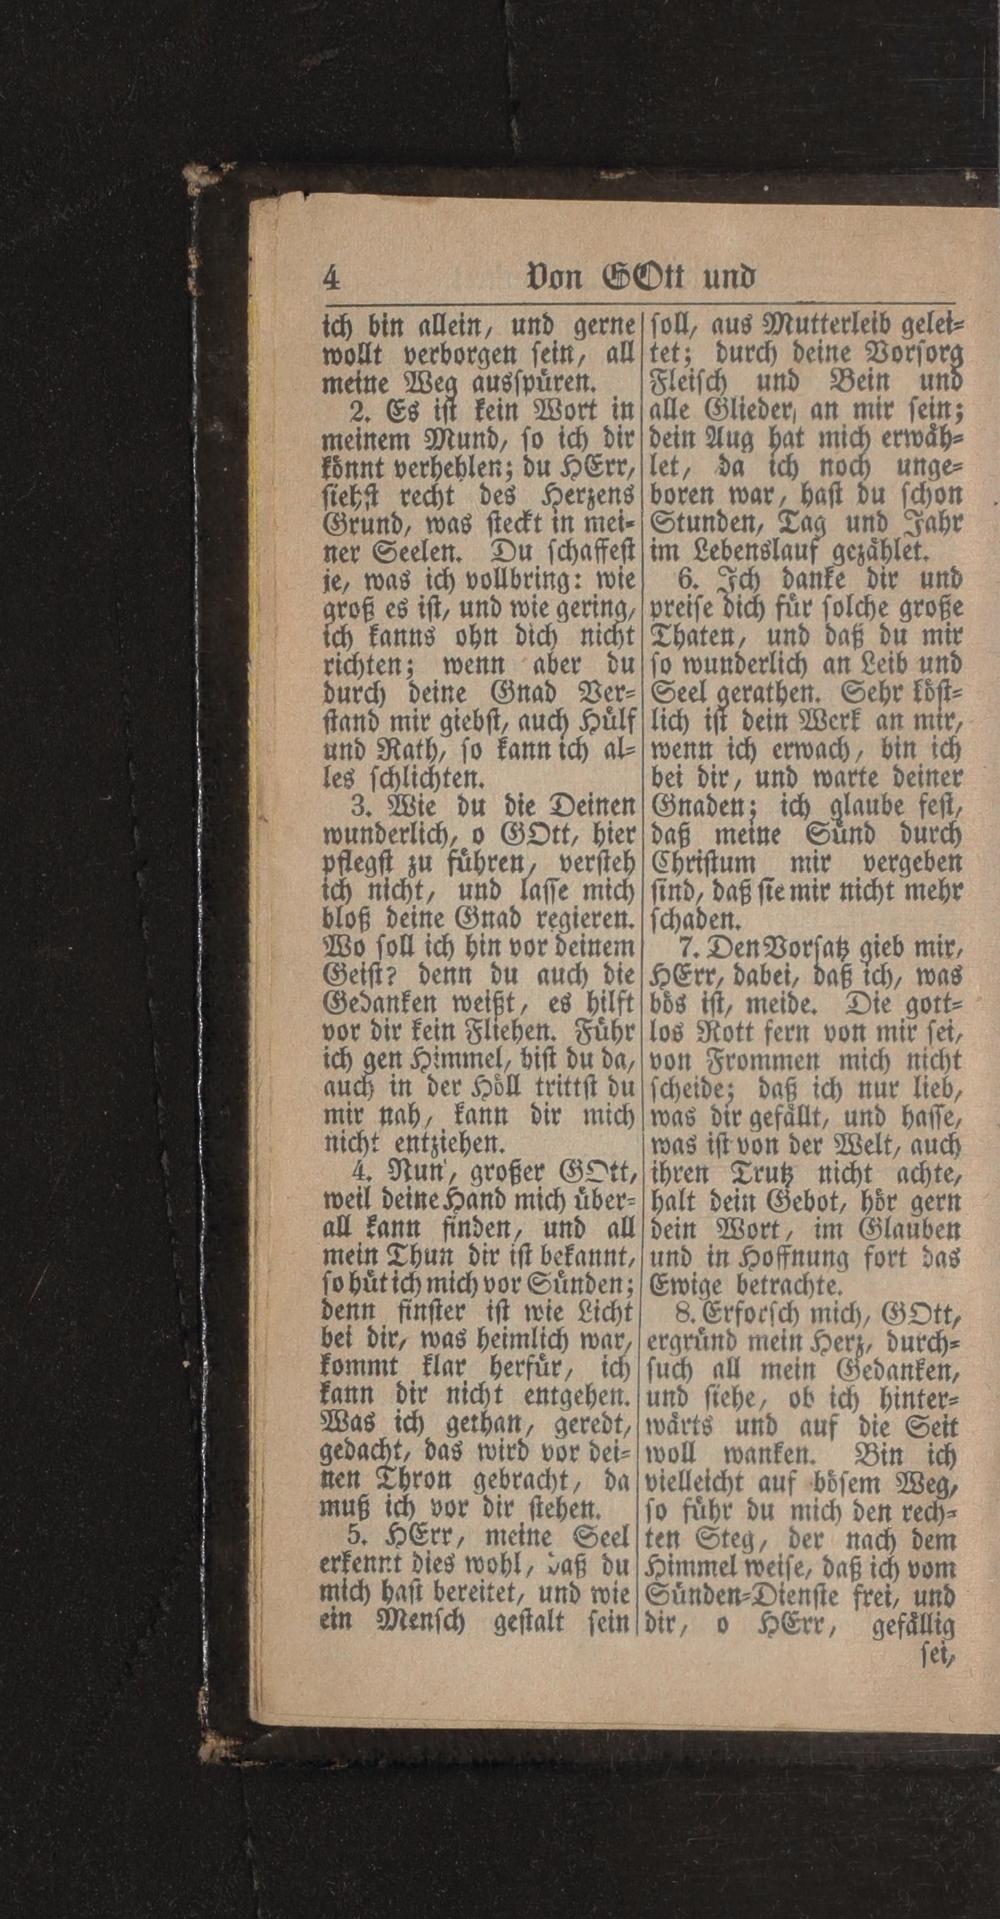 4 Von GOtt und
ich bin allein, und gerne
wollt verborgen sein, all
meine Weg ausspüren.
2. Es ist kein Wort in
meinem Mund, so ich dir
könnt verhehlen; du HErr,
siehst recht des Herzens
Grund, was steckt in mei-
ner Seelen. Du schaffest
je, was ich vollbring: wie
groß es ist, und wie gering,
ich kanns ohn dich nicht
richten; wenn aber du
durch deine Gnad Ver-
stand mir giebst, auch Hülf
und Rath, so kann ich al-
les schlichten.
3. Wie du die Deinen
wunderlich, o GOtt, hier
pflegst zu führen, versteh
ich nicht, und lasse mich
bloß deine Gnad regieren.
Wo soll ich hin vor deinem
Geist? denn du auch die
Gedanken weißt, es hilft
vor dir kein Fliehen. Führ
ich gen Himmel, bist du da,
auch in der Höll trittst du
mir nah, kann dir mich
nicht entziehen.
4. Nun, großer GOtt,
weil deine Hand mich über-
all kann finden, und all
mein Thun dir ist bekannt,
so hüt ich mich vor Sünden;
denn finster ist wie Licht
bei dir, was heimlich war,
kommt klar herfür, ich
kann dir nicht entgehen.
Was ich gethan, geredt,
gedacht, das wird vor dei-
nen Thron gebracht, da
muß ich vor dir stehen.
5. HErr, meine Seel
erkennt dies wohl, daß du
mich hast bereitet, und wie
ein Mensch gestalt sein
soll, aus Mutterleib gelei-
tet; durch deine Vorsorg
Fleisch und Bein und
alle Glieder, an mir sein;
dein Aug hat mich erwäh-
let, da ich noch unge-
boren war, hast du schon
Stunden, Tag und Jahr
im Lebenslauf gezählet.
6. Ich danke dir und
preise dich für solche große
Thaten, und daß du mir
so wunderlich an Leib und
Seel gerathen. Sehr köst-
lich ist dein Werk an mir,
wenn ich erwach, bin ich
bei dir, und warte deiner
Gnaden; ich glaube fest,
daß meine Sünd durch
Christum mir vergeben
sind, daß sie mir nicht mehr
schaden.
7. Den Vorsatz gieb mir,
HErr, dabei, daß ich, was
bös ist, meide. Die gott-
los Rott fern von mir sei,
von Frommen mich nicht
scheide; daß ich nur lieb,
was dir gefällt, und hasse,
was ist von der Welt, auch
ihren Trutz nicht achte,
halt dein Gebot, hör gern
dein Wort, im Glauben
und in Hoffnung fort das
Ewige betrachte.
8. Erforsch mich, GOtt,
ergründ mein Herz, durch-
such all mein Gedanken,
und siehe, ob ich hinter-
wärts und auf die Seit
woll wanken. Bin ich
vielleicht auf bösem Weg,
so führ du mich den rech-
ten Steg, der nach dem
Himmel weise, daß ich vom
Sünden-Dienste frei, und
dir, o HErr, gefällig
sei,